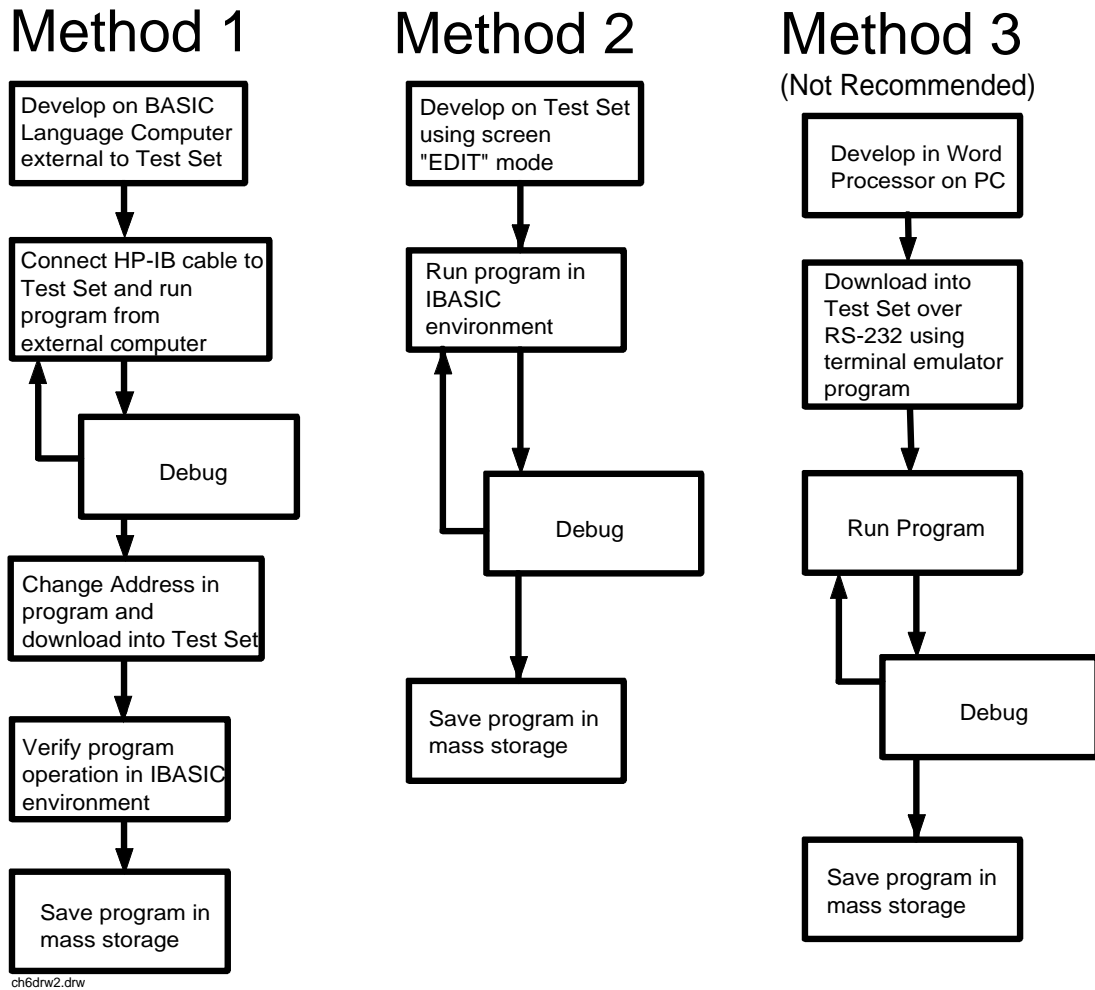 Method 1
Develop on BASIC
Language Computer
external to Test Set
Connect HP-IB cable to
Test Set and run
program from
external computer
Debug
Change Address in
program and
download into Test Set
Verify program
operation in IBASIC
environment
Save program in
mass storage
ch6drw2.drw
Method 2
Develop on Test Set
using screen
"EDIT" mode
Run program in
IBASIC
environment
Debug
Save program in
mass storage
Method 3
(Not Recommended)
Develop in Word
Processor on PC
Download into
Test Set over
RS-232 using
terminal emulator
program
Run Program
Debug
Save program in
mass storage